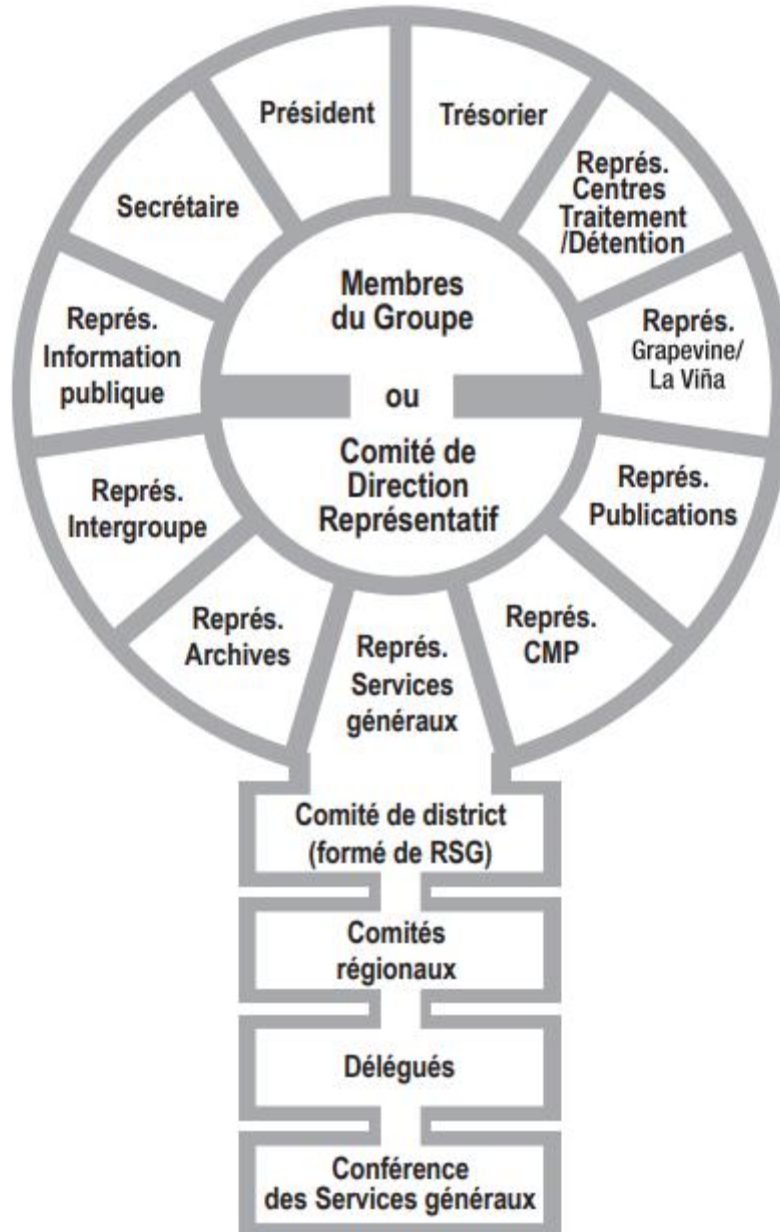 Président
Trésorier
Secrétaire
Représ.
Centres
Traitement
/Détention
Membres
du Groupe
Représ.
Information
publique
Représ.
Grapevine/
La Viña
ou
Comité de
Direction
Représentatif
Représ.
Intergroupe
Représ.
Publications
Représ.
Archives
Représ.
Services
généraux
Représ.
CMP
Comité de district
(formé de RSG)
Comités
régionaux
Délégués
Conférence
des Services généraux